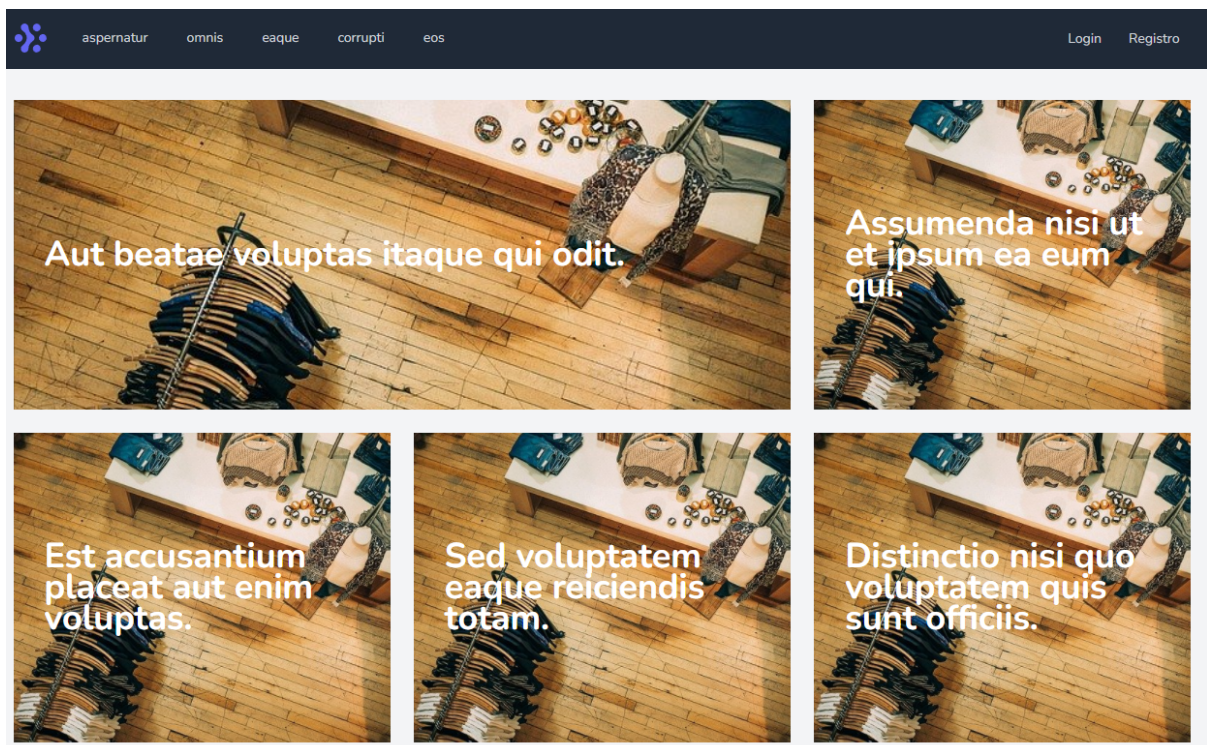 aspernatur omnis eaque corrupti eos Login Registro
Aut beatae voluptas itaque qui odit.
Assumenda nisi ut
et ipsum ea eum
qui.
Est accusantium
placeat aut enim
voluptas.
Sed voluptatem
eaque reiciendis
totam.
Distinctio nisi quo
voluptatem quis
sunt officiis.